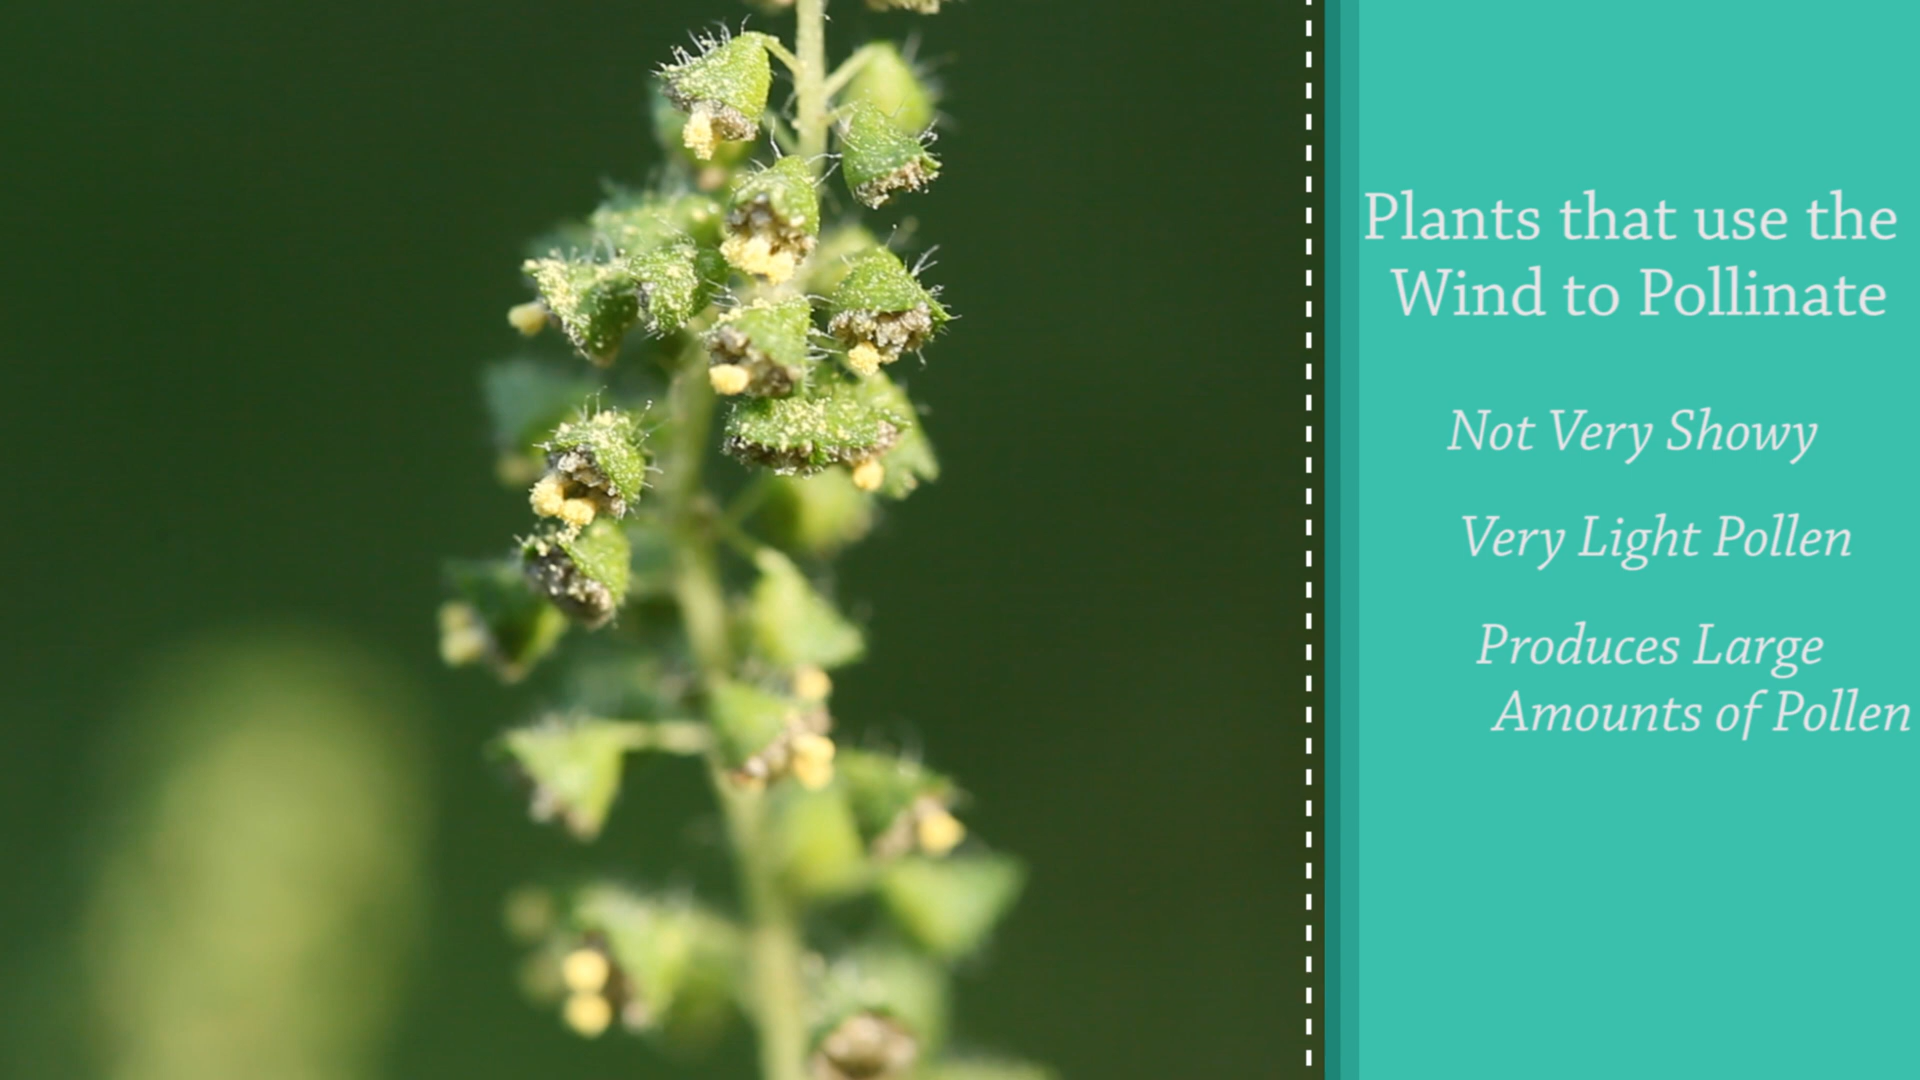 Plants that use the
Wind to Pollinate
Not Very Showy
Very Light Pollen
Produces Large
Amounts of Pollen